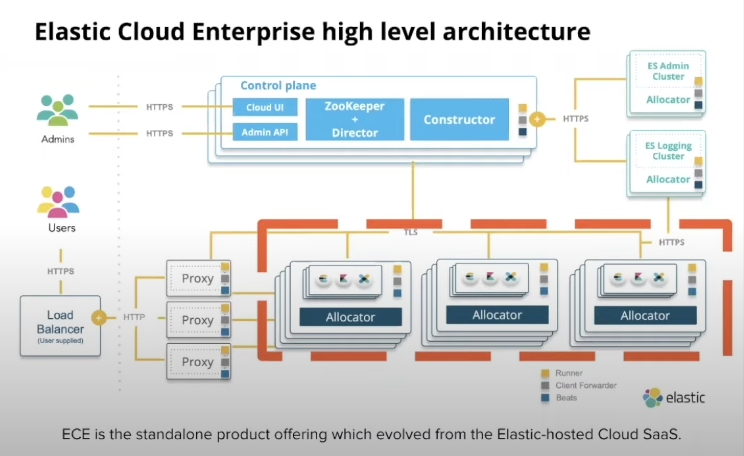 Elastic Cloud Enterprise high level architecture
Control plane
Cloud UI
Admin API
ZooKeeper
+
Director
Constructor
+
HTTPS
HTTPS
Admins
HTTPS
ES Admin
Cluster
Allocator
ES Logging
Cluster
Allocator
Users
HTTPS
Load
Balancer
(User supplied)
+
HTTP
Proxy
Proxy
Proxy
TLS
HTTPS
Allocator
Allocator
Allocator
Runner
Client Forwarder
Beats
elastic
ECE is the standalone product offering which evolved from the Elastic-hosted Cloud SaaS.